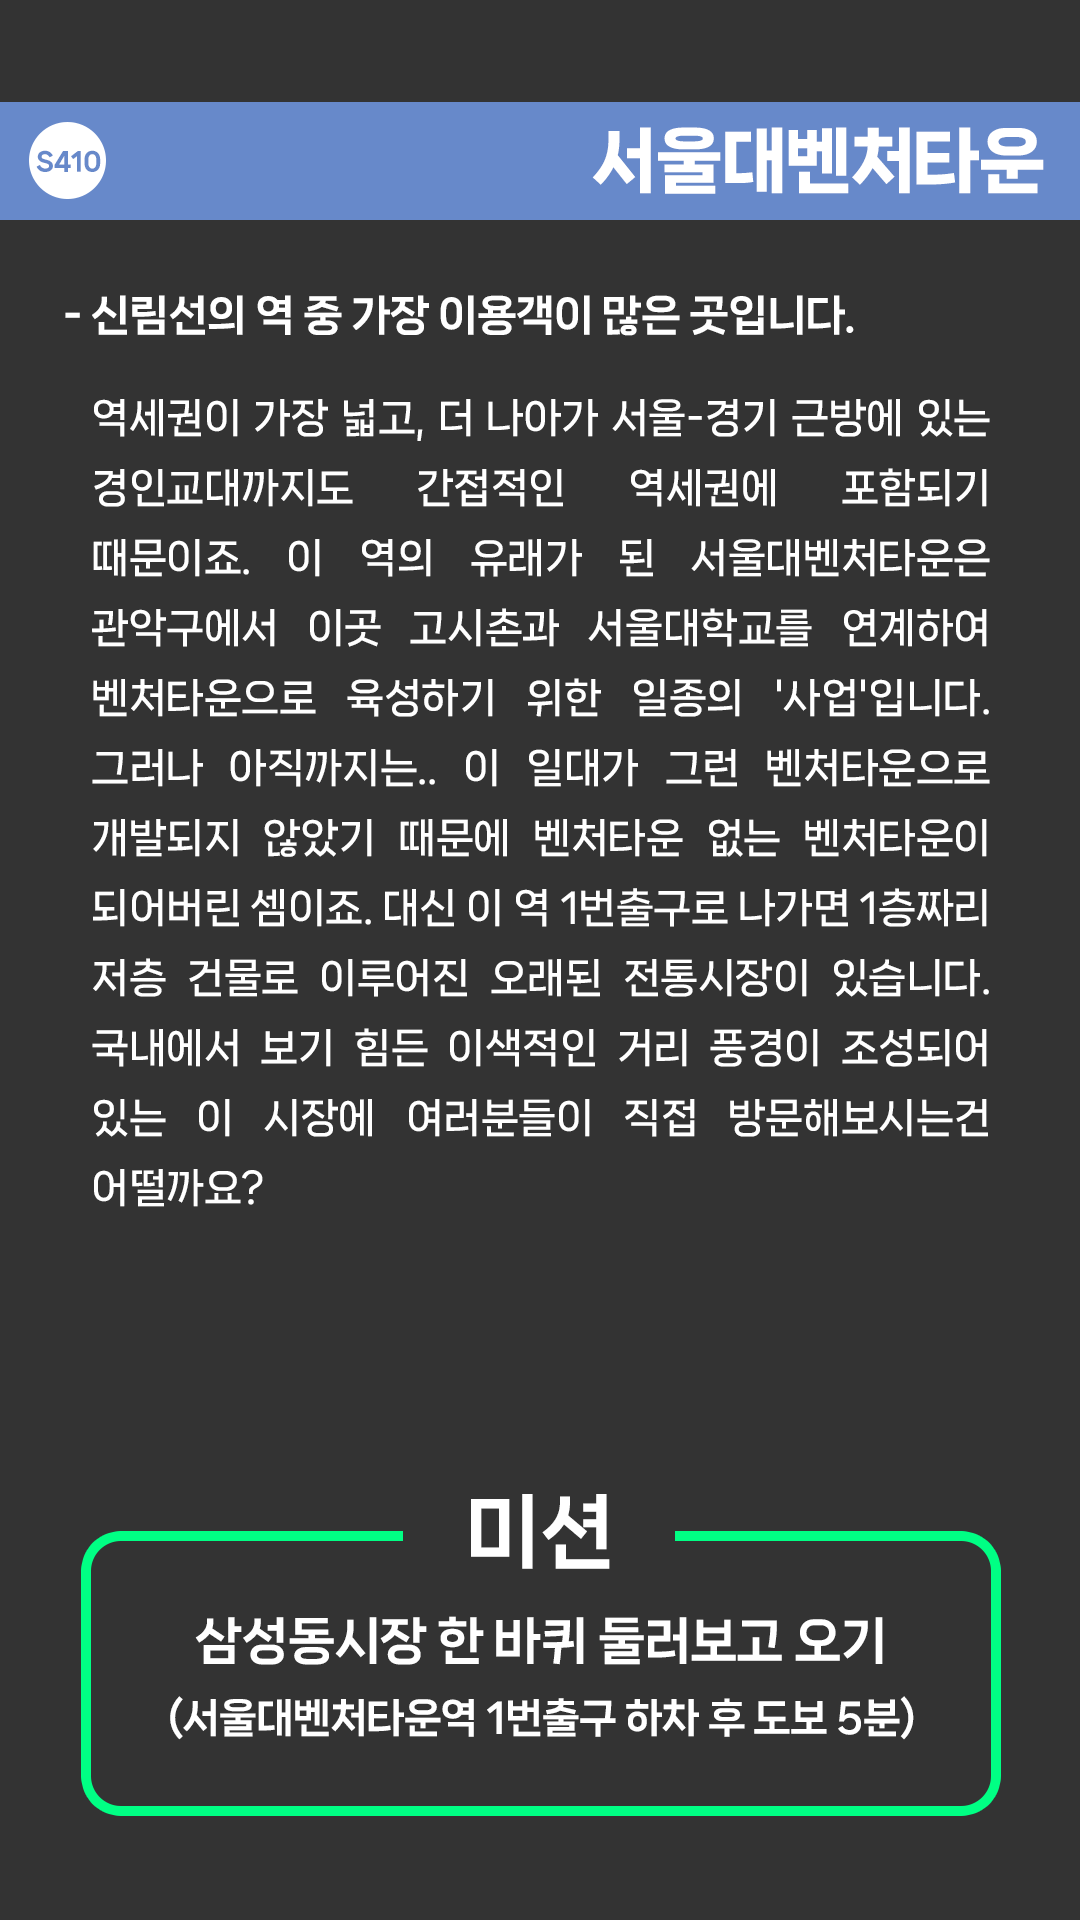 S410
서울대벤처타운
- 신림선의 역 중 가장 이용객이 많은 곳입니다.
역세권이 가장 넓고, 더 나아가 서울-경기 근방에 있는
경인교대까지도 간접적인 역세권에 포함되기
때문이죠. 이 역의 유래가 된 서울대벤처타운은
관악구에서 이곳 고시촌과 서울대학교를 연계하여
벤처타운으로 육성하기 위한 일종의 '사업'입니다.
그러나 아직까지는.. 이 일대가 그런 벤처타운으로
개발되지 않았기 때문에 벤처타운 없는 벤처타운이
되어버린 셈이죠. 대신 이 역 1번출구로 나가면 1층짜리
저층 건물로 이루어진 오래된 전통시장이 있습니다.
국내에서 보기 힘든 이색적인 거리 풍경이 조성되어
있는 이 시장에 여러분들이 직접 방문해보시는건
어떨까요?
미션
삼성동시장 한 바퀴 둘러보고 오기
(서울대벤처타운역 1번출구 하차 후 도보 5분)